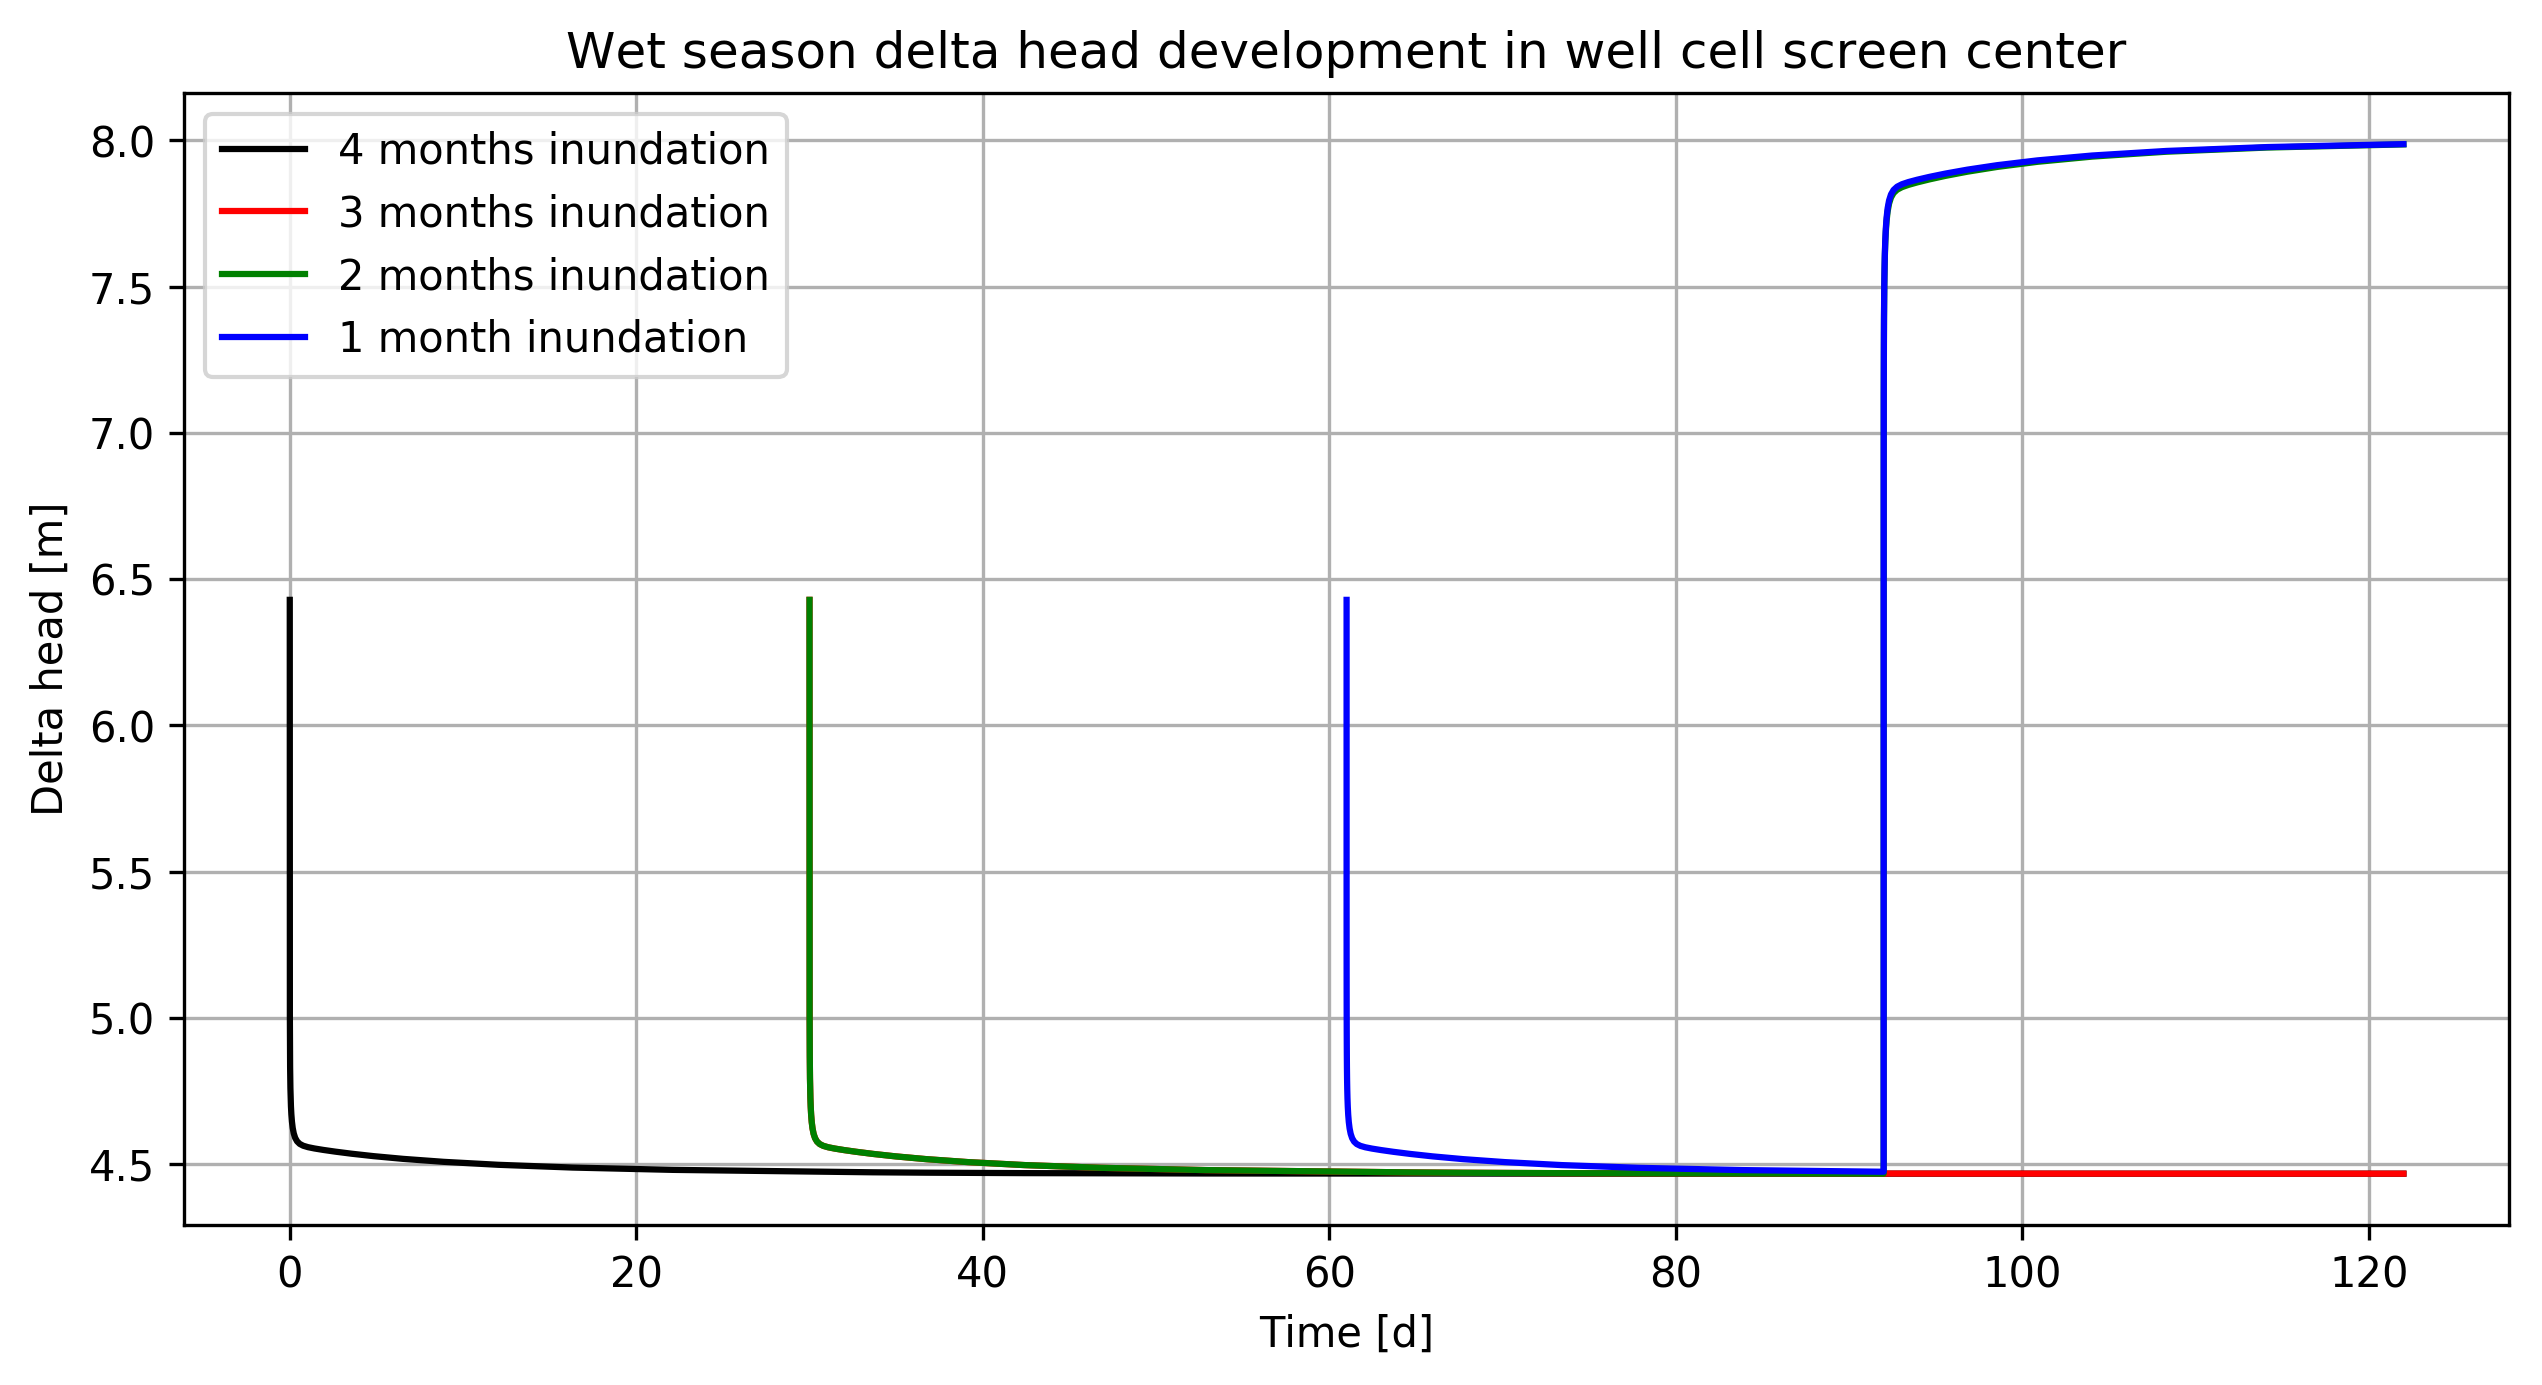 Wet season delta head development in well cell screen center
4 months inundation
3 months inundation
2 months inundation
1 month inundation
8.0
7.5
7.0
6.5
6.0
5.5
5.0
4.5
Delta head [m]
0 20 40 60 80 100 120
Time [d]